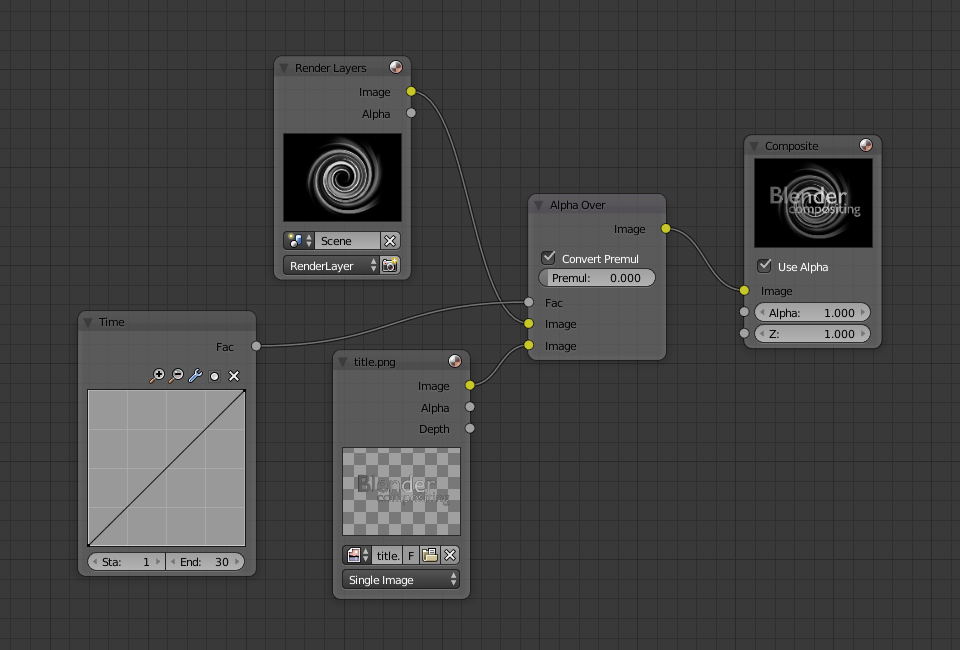 Render Layers
Image
Alpha
Scene
RenderLayer
Time
Fac
Sta: 1
End: 30
title.png
Image
Alpha
Depth
Blender
compositing
title.
F
Single Image
Alpha Over
Image
Convert Premul
Premul: 0.000
Fac
Image
Image
Composite
Blender
compositing
Use Alpha
Image
Alpha: 1.000
Z: 1.000